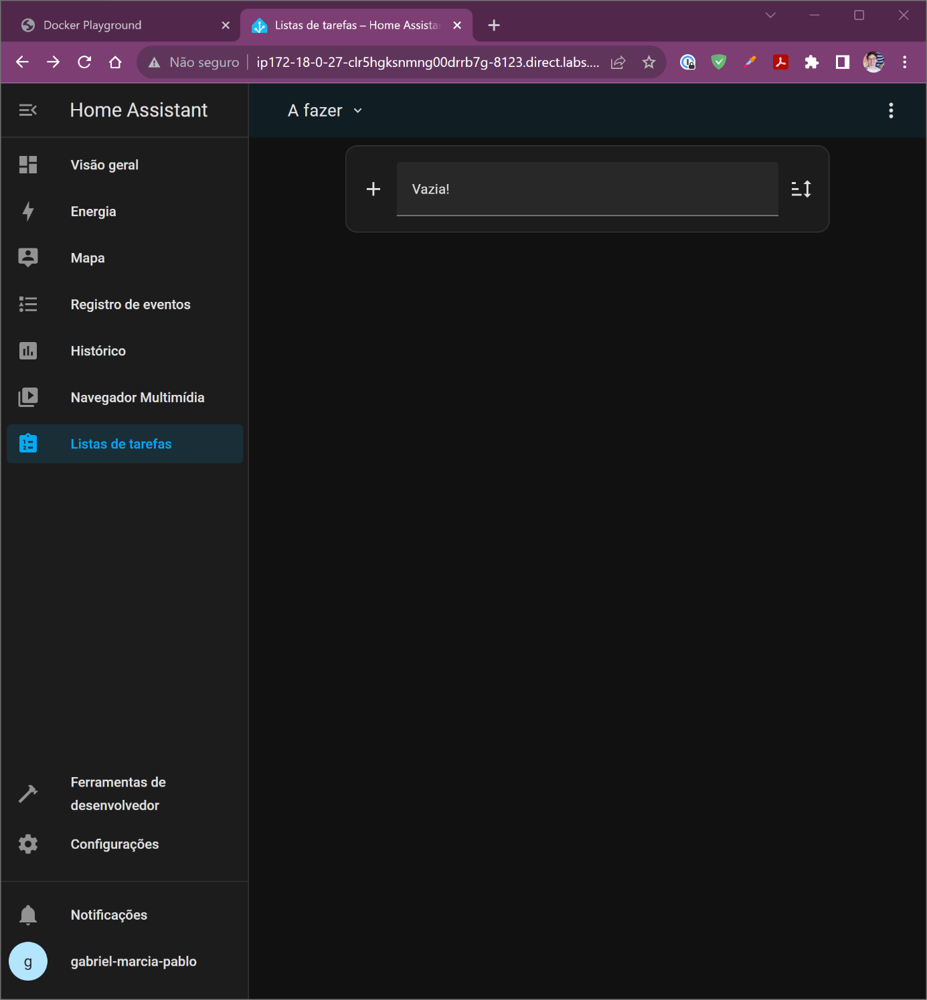 Docker Playground
Listas de tarefas – Home Assista
Não seguro
ip172-18-0-27-clr5hgksnmng00drrb7g-8123.direct.labs....
Home Assistant
A fazer
Visão geral
Vazia!
Energia
Mapa
Registro de eventos
Histórico
Navegador Multimídia
Listas de tarefas
Ferramentas de
desenvolvedor
Configurações
Notificações
g
gabriel-marcia-pablo